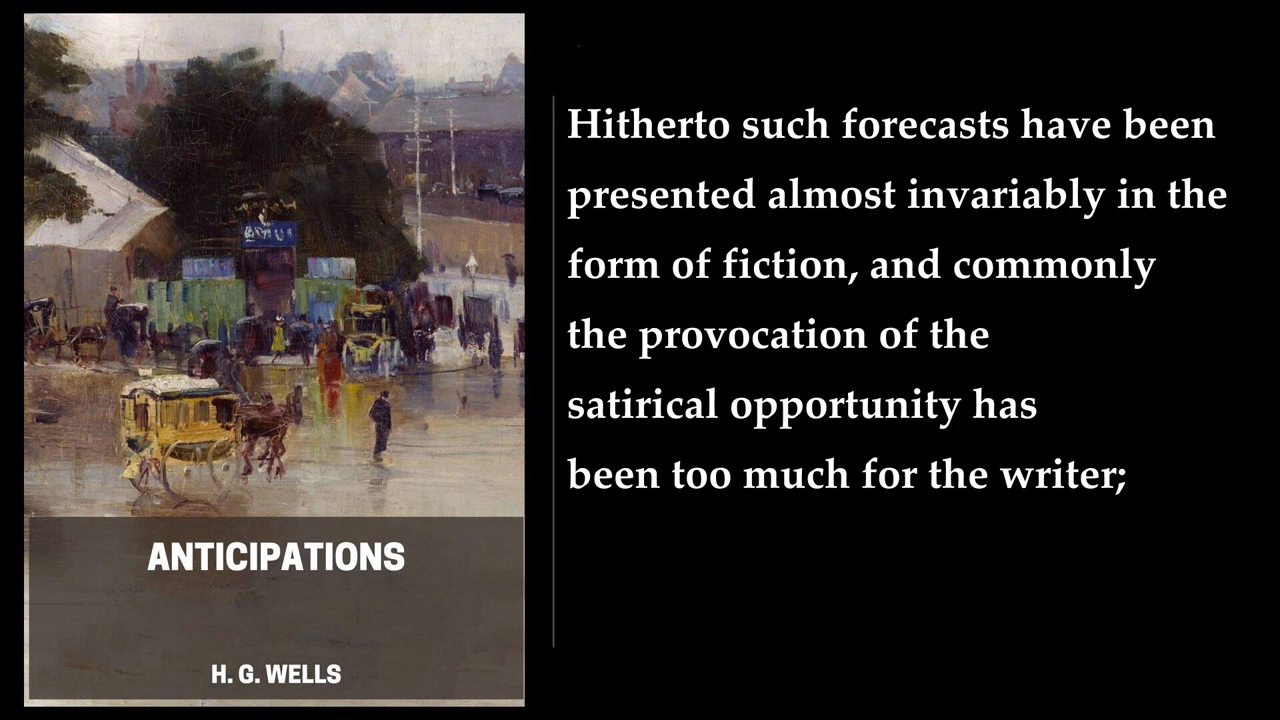 ANTICIPATIONS
H. G. WELLS
Hitherto such forecasts have been
presented almost invariably in the
form of fiction, and commonly
the provocation of the
satirical opportunity has
been too much for the writer;